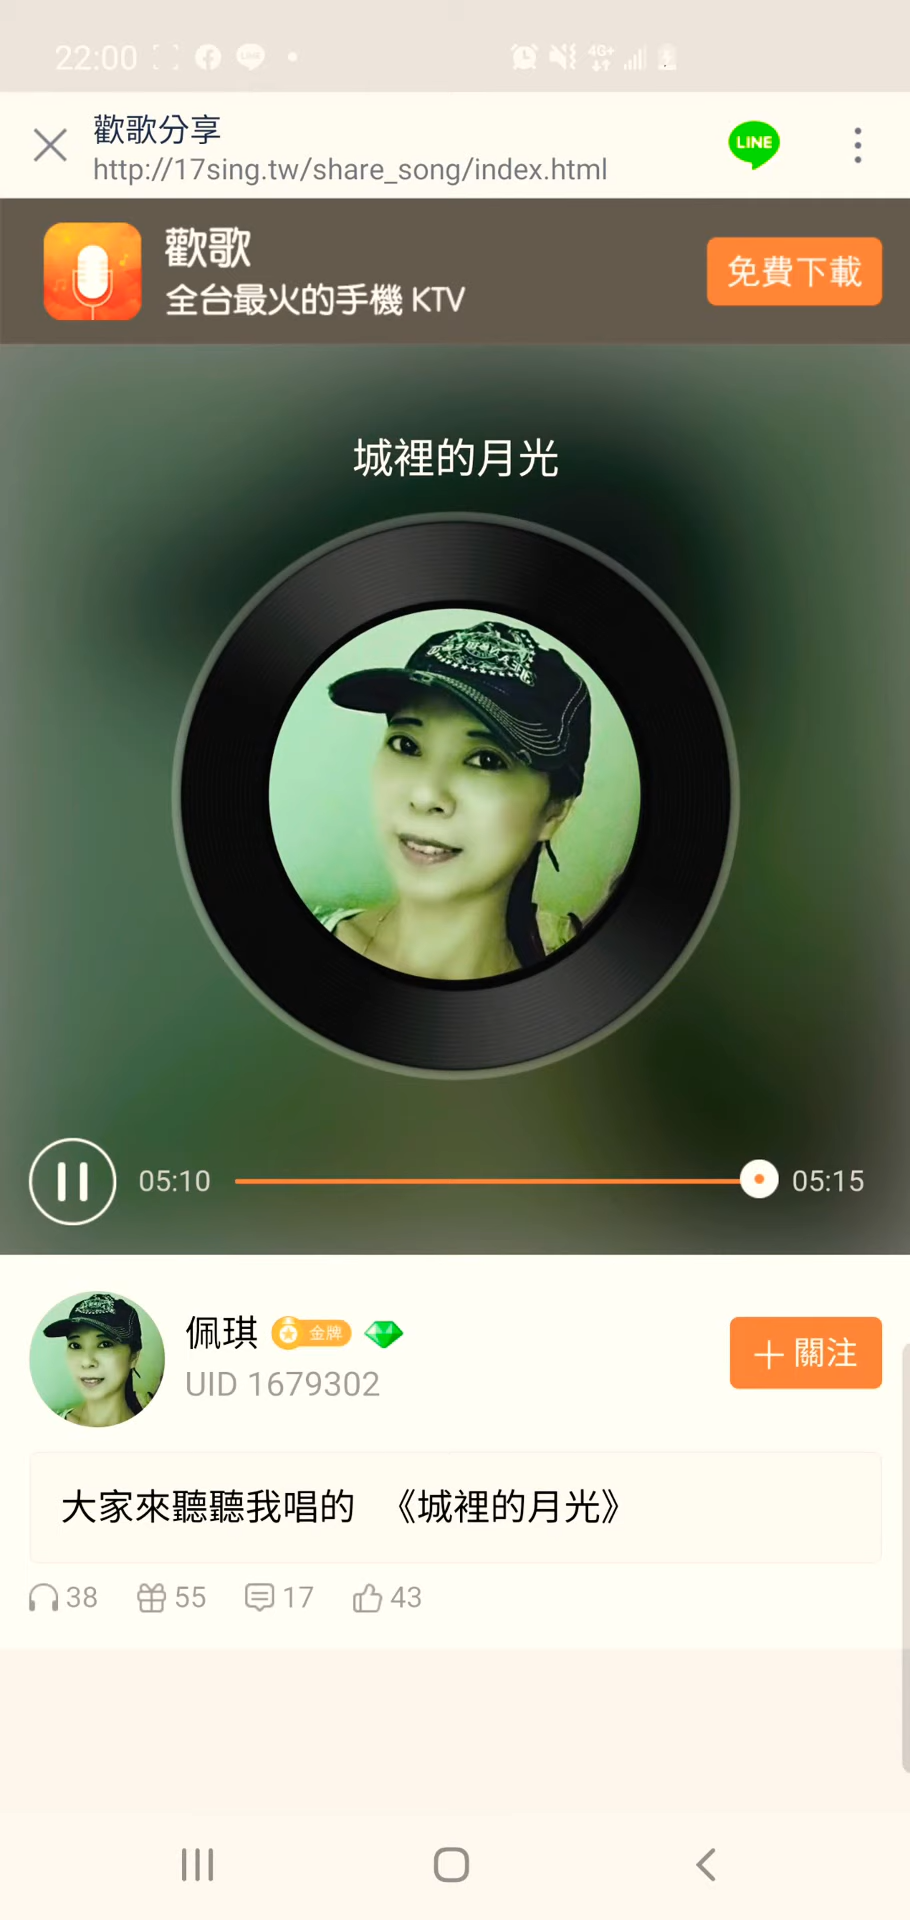 22:00
4G+
歡歌分享
http://17sing.tw/share_song/index.html
LINE
歡歌
全台最火的手機 KTV
免費下載
城裡的月光
05:10
05:15
佩琪
金牌
UID 1679302
關注
大家來聽聽我唱的 《城裡的月光》
38
55
17
43